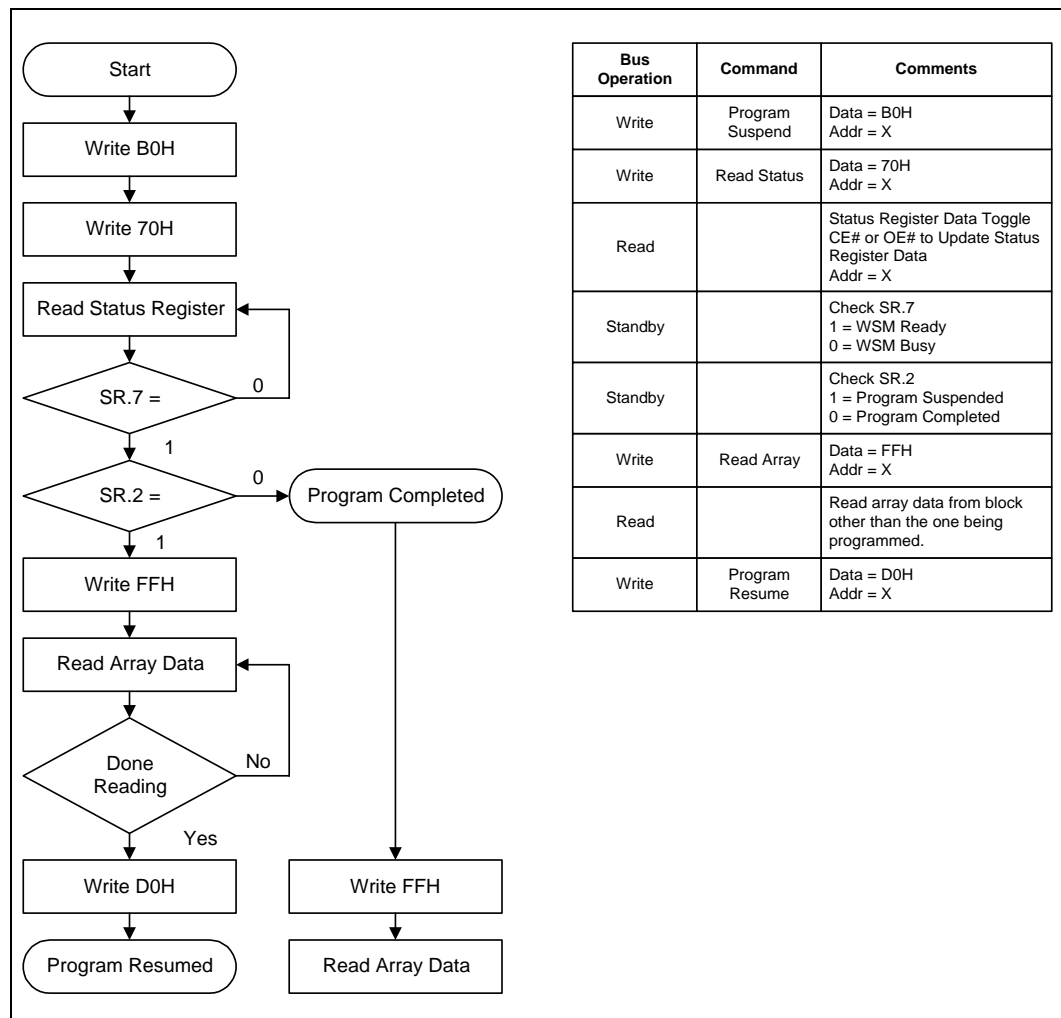 Start
Write B0H
Write 70H
Read Status Register
SR.7 =
0
1
SR.2 =
0
Program Completed
1
Write FFH
Read Array Data
Done
Reading
No
Yes
Write D0H
Write FFH
Program Resumed
Read Array Data
Bus
Operation
Command
Comments
Write
Program
Suspend
Data = B0H
Addr = X
Write
Read Status
Data = 70H
Addr = X
Read
Status Register Data Toggle
CE# or OE# to Update Status
Register Data
Addr = X
Standby
Check SR.7
1 = WSM Ready
0 = WSM Busy
Standby
Check SR.2
1 = Program Suspended
0 = Program Completed
Write
Read Array
Data = FFH
Addr = X
Read
Read array data from block
other than the one being
programmed.
Write
Program
Resume
Data = D0H
Addr = X